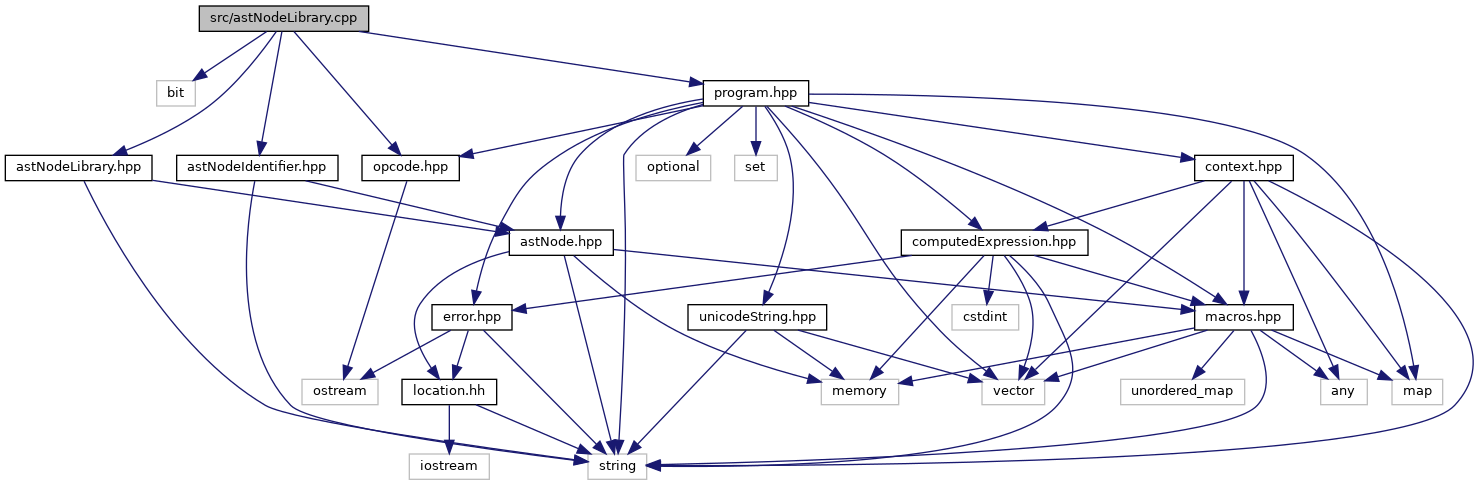 src/astNodeLibrary.cpp
bit
program.hpp
astNodeLibrary.hpp
astNodeIdentifier.hpp
opcode.hpp
optional
set
context.hpp
astNode.hpp
computedExpression.hpp
error.hpp
unicodeString.hpp
cstdint
macros.hpp
ostream
location.hh
memory
vector
unordered_map
any
map
iostream
string